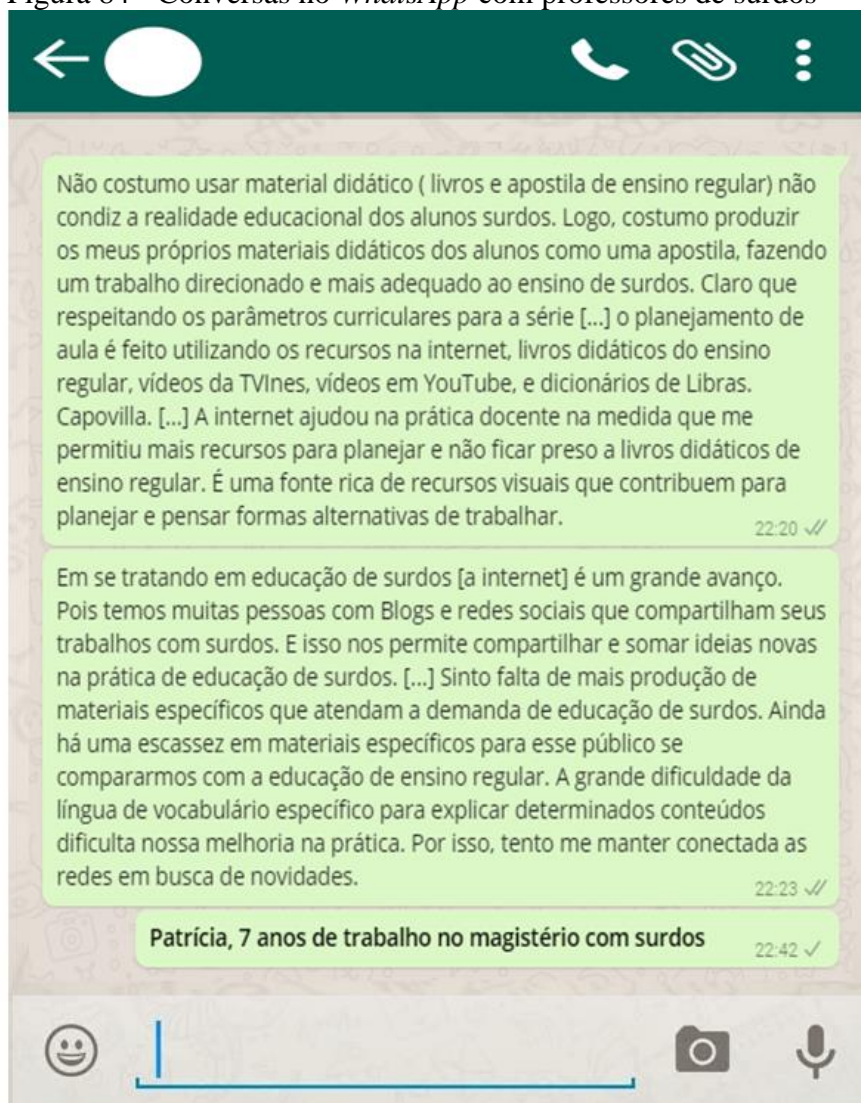 Figura 84 - Conversas no WhatsApp com professores de surdos
Não costumo usar material didático ( livros e apostila de ensino regular) não
condiz a realidade educacional dos alunos surdos. Logo, costumo produzir
os meus próprios materiais didáticos dos alunos como uma apostila, fazendo
um trabalho direcionado e mais adequado ao ensino de surdos. Claro que
respeitando os parâmetros curriculares para a série [...] o planejamento de
aula é feito utilizando os recursos na internet, livros didáticos do ensino
regular, vídeos da TVInes, vídeos em YouTube, e dicionários de Libras.
Capovilla. [...] A internet ajudou na prática docente na medida que me
permitiu mais recursos para planejar e não ficar preso a livros didáticos de
ensino regular. É uma fonte rica de recursos visuais que contribuem para
planejar e pensar formas alternativas de trabalhar.
22:20
Em se tratando em educação de surdos [a internet] é um grande avanço.
Pois temos muitas pessoas com Blogs e redes sociais que compartilham seus
trabalhos com surdos. E isso nos permite compartilhar e somar ideias novas
na prática de educação de surdos. [...] Sinto falta de mais produção de
materiais específicos que atendam a demanda de educação de surdos. Ainda
há uma escassez em materiais específicos para esse público se
compararmos com a educação de ensino regular. A grande dificuldade da
língua de vocabulário específico para explicar determinados conteúdos
dificulta nossa melhoria na prática. Por isso, tento me manter conectada as
redes em busca de novidades.
22:23
Patrícia, 7 anos de trabalho no magistério com surdos
22:42